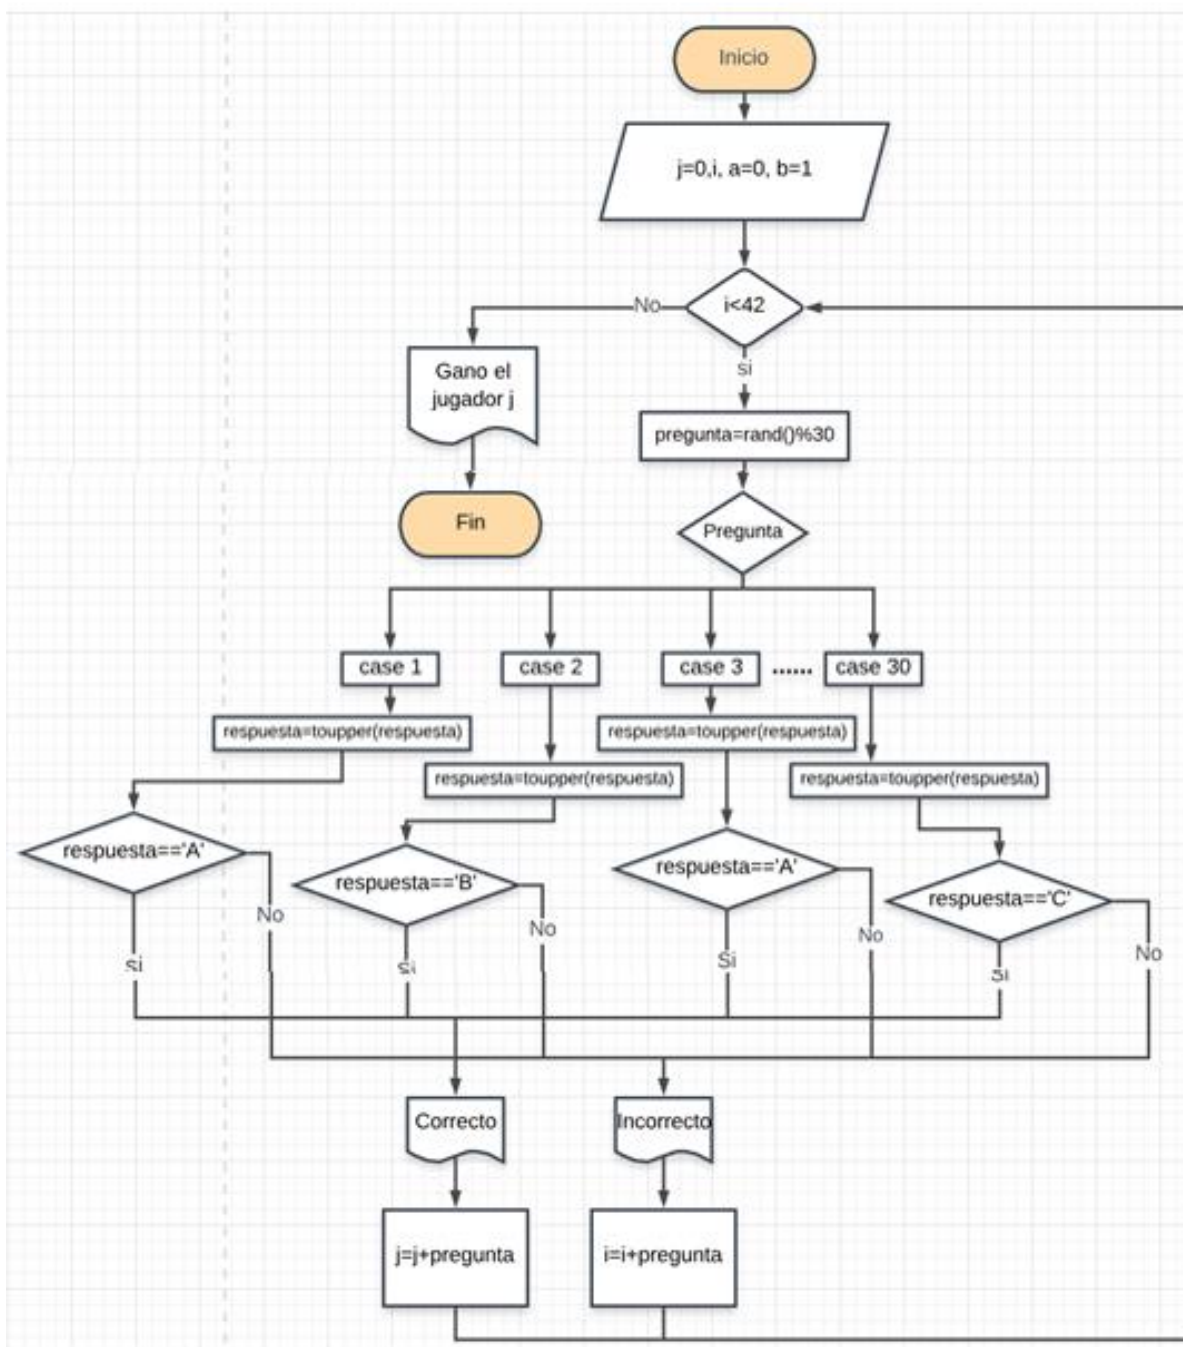 Inicio
j=0,i, a=0, b=1
i<42
No
si
Gano el
jugador j
pregunta=rand()%30
Fin
Pregunta
case 1
case 2
case 3
......
case 30
respuesta=toupper(respuesta)
respuesta=toupper(respuesta)
respuesta=toupper(respuesta)
respuesta=toupper(respuesta)
respuesta=='A'
respuesta=='B'
respuesta=='A'
respuesta=='C'
No
No
No
No
si
si
Si
Si
Correcto
Incorrecto
j=j+pregunta
i=i+pregunta